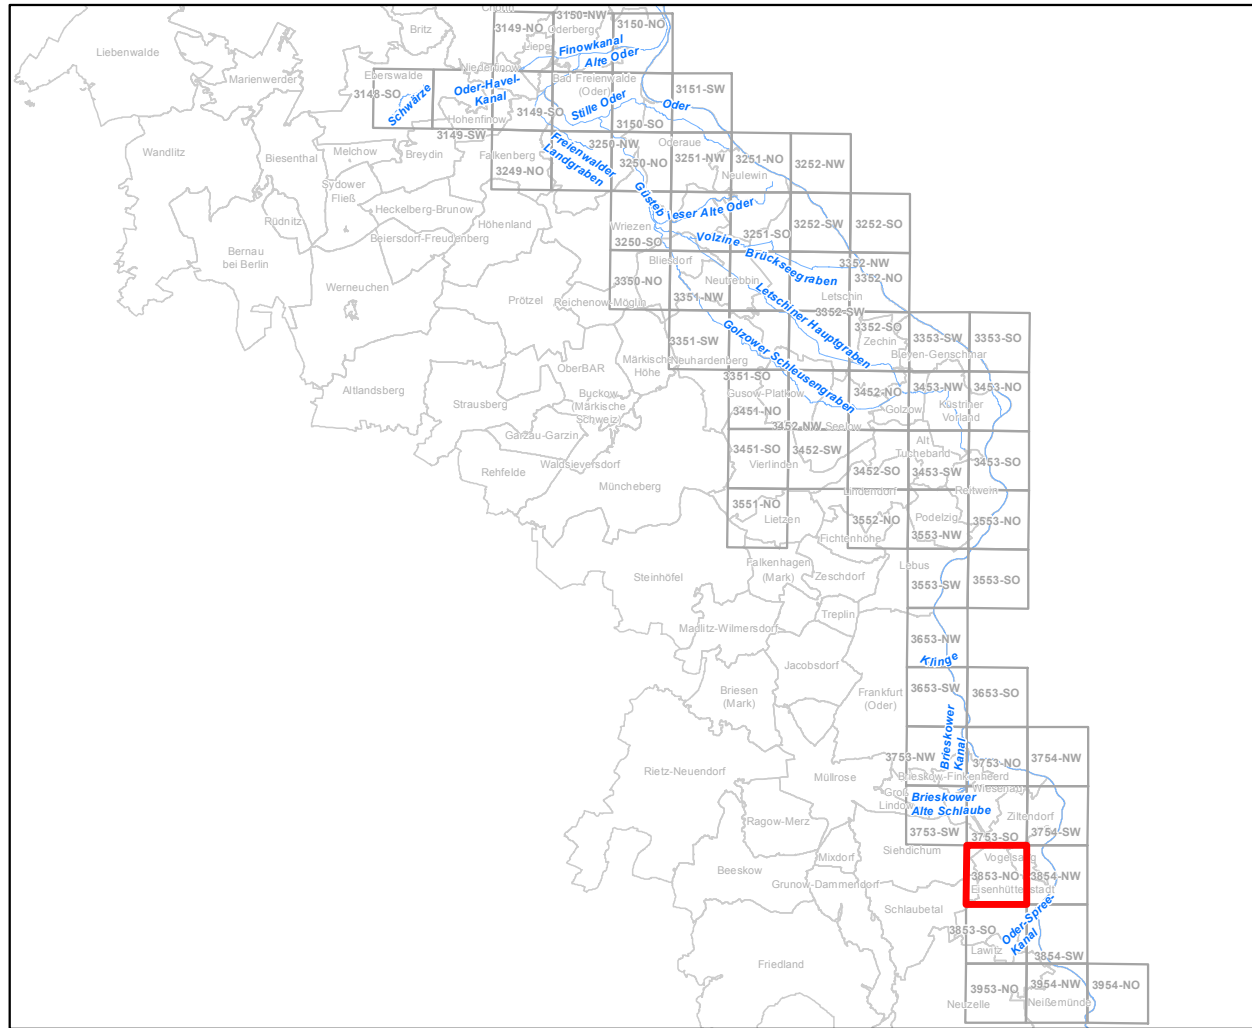 Chorin
3150-NW
3149-NO
Oderberg
3150-NO
Britz
Liepe
Finowkanal
Alte Oder
Liebenwalde
Marienwerder
Eberswalde
Niederfinow
3148-SO
Schwärze
Oder-Havel-
Kanal
Bad Freienwalde
(Oder)
3151-SW
Stille Oder
Oder
Hohenfinow
3149-SO
3150-SO
3149-SW
Wandlitz
Biesenthal
Melchow
Breydin
Falkenberg
3249-NO
Freienwalder
Landgraben
3250-NW
3250-NO
Oderaue
3251-NW
3251-NO
3252-NW
Neulewin
Sydower
Fließ
Rüdnitz
Heckelberg-Brunow
Höhenland
Beiersdorf-Freudenberg
Güstebieser Alte Oder
Wriezen
3250-SO
3251-SO
3252-SW
3252-SO
Volzine
Brückseegraben
Bernau
bei Berlin
Werneuchen
Bliesdorf
3350-NO
Neutrebbin
3351-NW
3352-NW
3352-NO
Letschin
Letschiner Hauptgraben
Prötzel
Reichenow-Möglin
3352-SW
3352-SO
Zechin
3353-SW
3353-SO
Bleyen-Genschmar
Golzower Schleusengraben
3351-SW
Märkische
Höhe
Neuhardenberg
OberBAR
3351-SO
Gusow-Platkow
3451-NO
3452-NO
Golzow
3453-NW
3453-NO
Küstriner
Vorland
Altlandsberg
Strausberg
Buckow
(Märkische
Schweiz)
Garzau-Garzin
3452-NW
Seelow
Alt
Tucheband
3451-SO
3452-SW
Vierlinden
3452-SO
3453-SW
3453-SO
Rehfelde
Waldsieversdorf
Müncheberg
Lindendorf
Reitwein
3551-NO
Lietzen
3552-NO
Podelzig
3553-NW
3553-NO
Fichtenhöhe
Steinhöfel
Falkenhagen
(Mark)
Zeschdorf
Lebus
3553-SW
3553-SO
Treplin
Madlitz-Wilmersdorf
3653-NW
Klinge
Jacobsdorf
Briesen
(Mark)
Frankfurt
(Oder)
3653-SW
3653-SO
Brieskower
Kanal
3753-NW
3753-NO
3754-NW
Rietz-Neuendorf
Müllrose
Brieskow-Finkenheerd
Wiesenau
Groß
Lindow
Brieskower
Alte Schlaube
Ziltendorf
Ragow-Merz
3753-SW
3753-SO
3754-SW
Mixdorf
Siehdichum
Vogelsang
Beeskow
Grunow-Dammendorf
3853-NO
3854-NW
Eisenhüttenstadt
Schlaubetal
Oder-Spree-
Kanal
3853-SO
Lawitz
3854-SW
Friedland
3953-NO
3954-NW
3954-NO
Neuzelle
Neißemünde